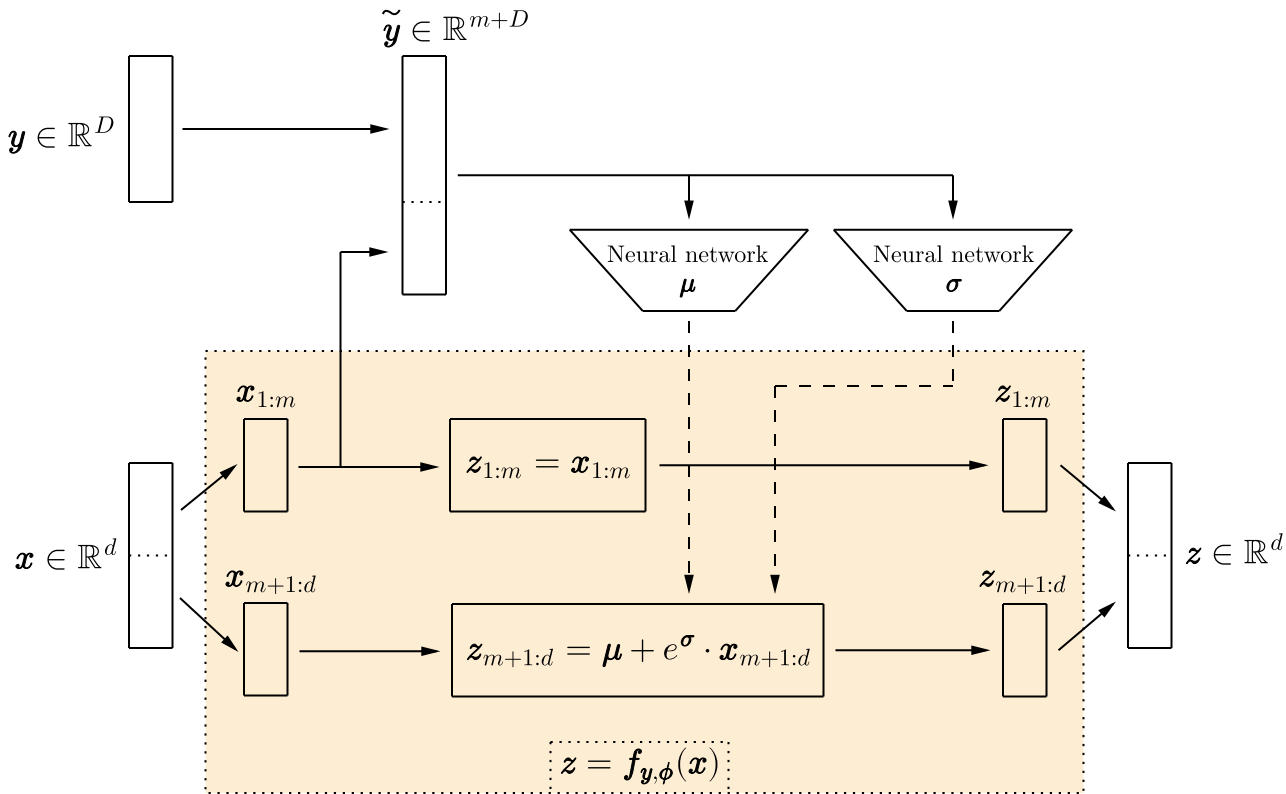 ỹ ∈ ℝ^{m+D}
y ∈ ℝ^D
Neural network
μ
Neural network
σ
x_{1:m}
z_{1:m}
z_{1:m} = x_{1:m}
x ∈ ℝ^d
z ∈ ℝ^d
x_{m+1:d}
z_{m+1:d}
z_{m+1:d} = μ + e^σ · x_{m+1:d}
z = f_{y,ϕ}(x)